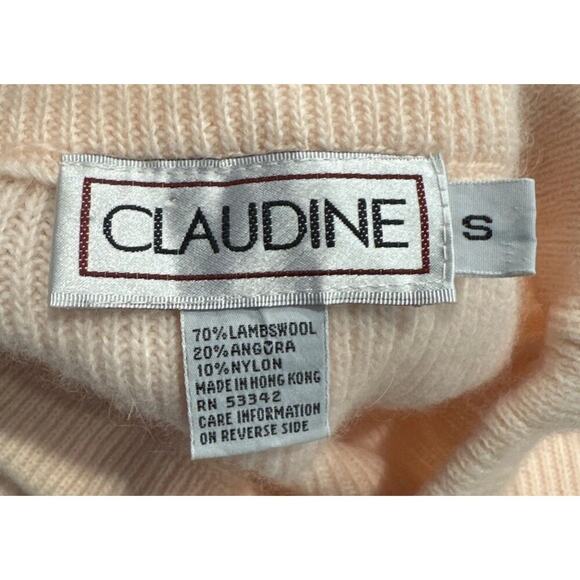 CLAUDINE
S
70% LAMBSWOOL
20% ANGORA
10% NYLON
MADE IN HONG KONG
RN 53342
CARE INFORMATION
ON REVERSE SIDE